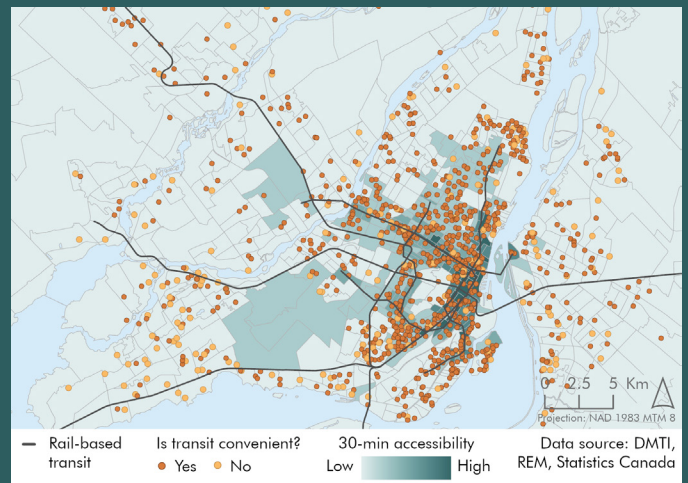 0 2.5 5 Km
Projection: NAD 1983 MTM 8
Rail-based transit
Is transit convenient?
Yes No
30-min accessibility
Low High
Data source: DMTI,
REM, Statistics Canada